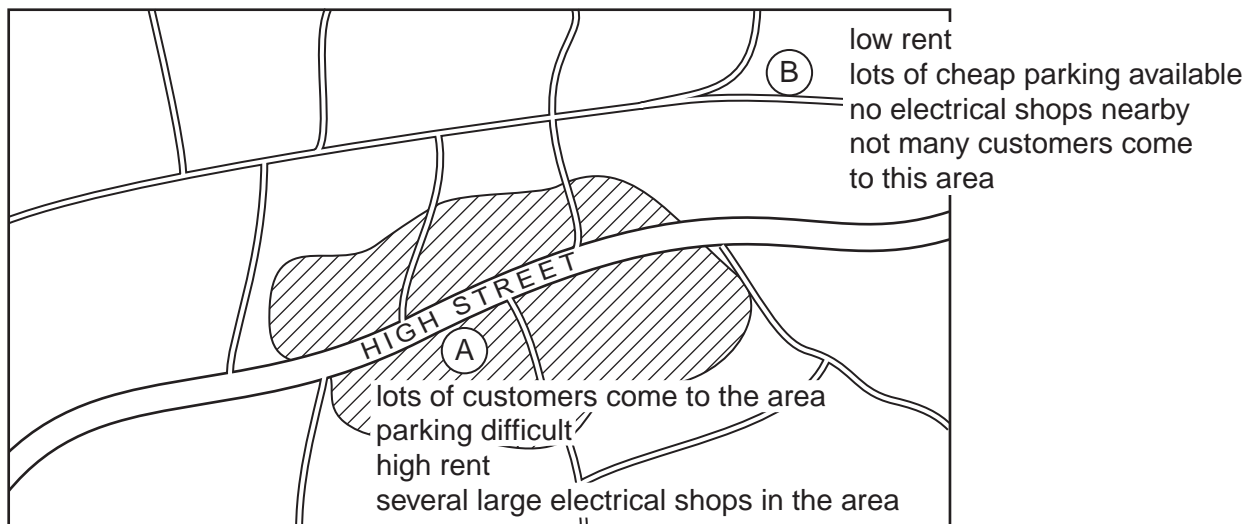 B
low rent
lots of cheap parking available
no electrical shops nearby
not many customers come
to this area
HIGH STREET
A
lots of customers come to the area
parking difficult
high rent
several large electrical shops in the area